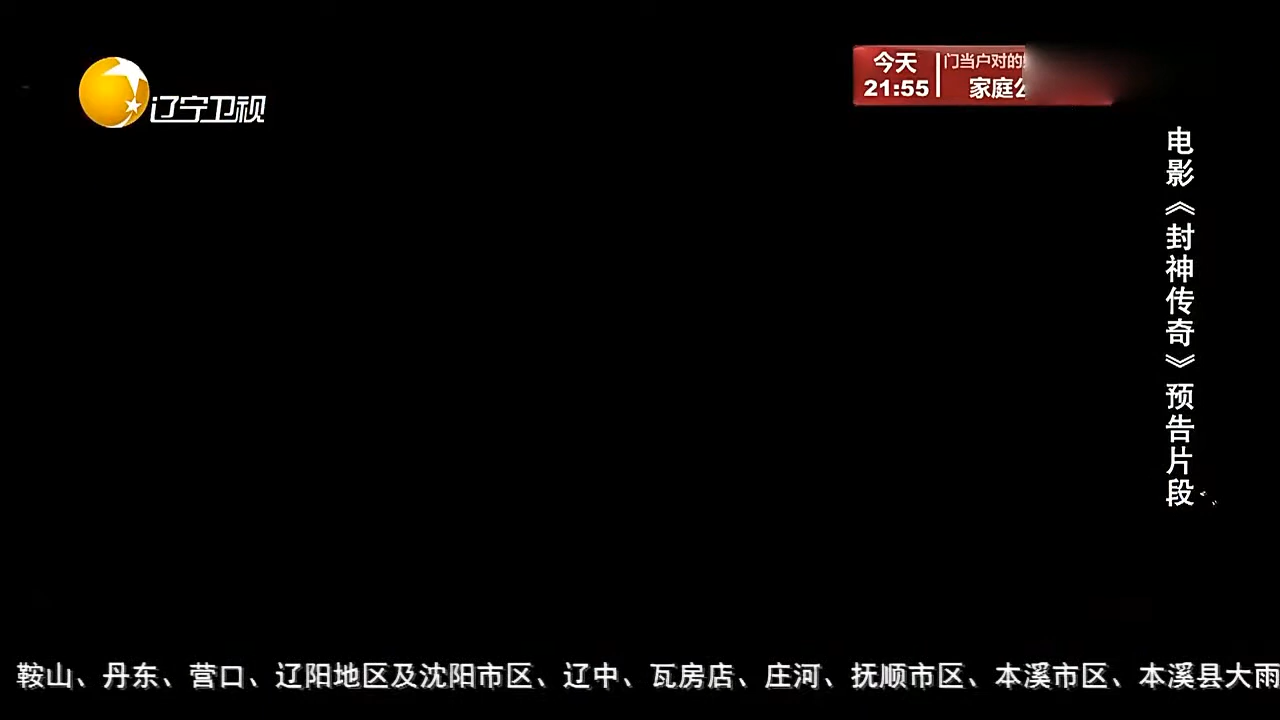 辽宁卫视
今天
21:55
门当户对的
家庭公
电影《封神传奇》预告片段
鞍山、丹东、营口、辽阳地区及沈阳市区、辽中、瓦房店、庄河、抚顺市区、本溪市区、本溪县大雨